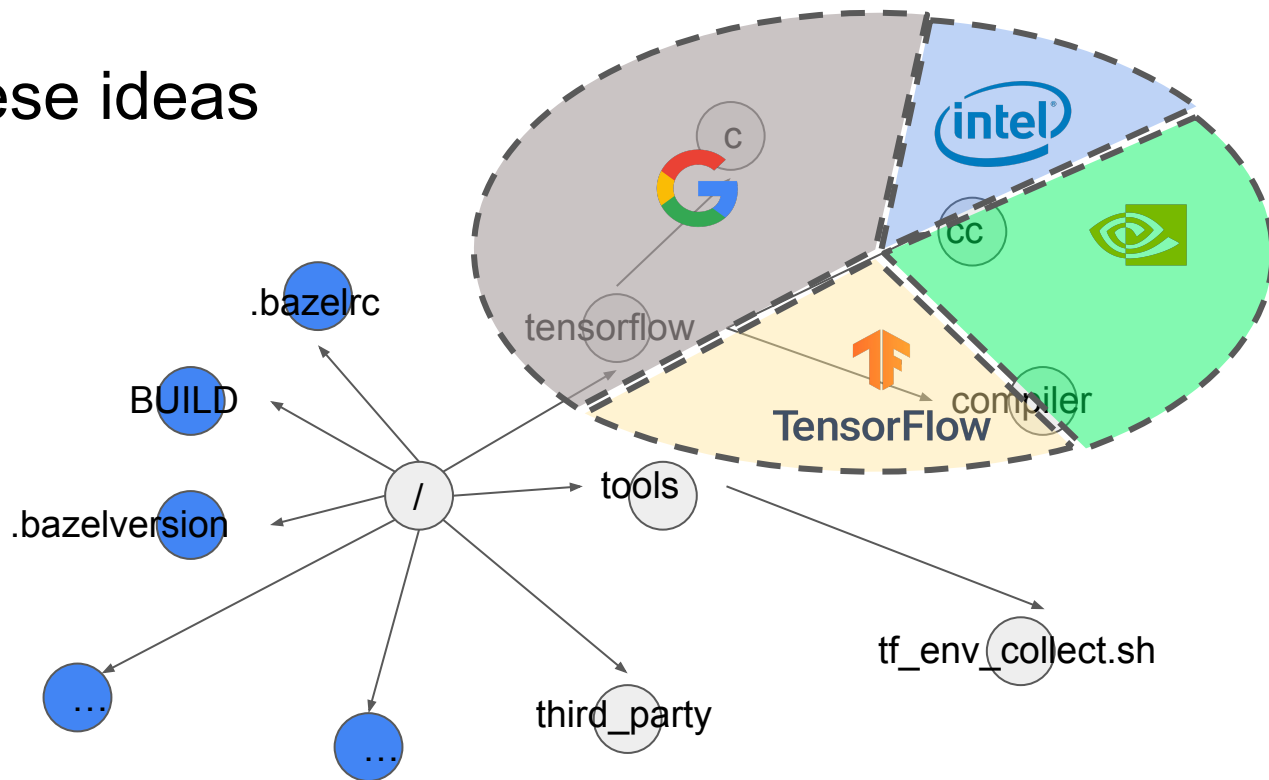 ese ideas
intel
c
cc
.bazelrc
tensorflow
BUILD
compiler
TensorFlow
/
tools
.bazelversion
tf_env_collect.sh
...
third_party
...